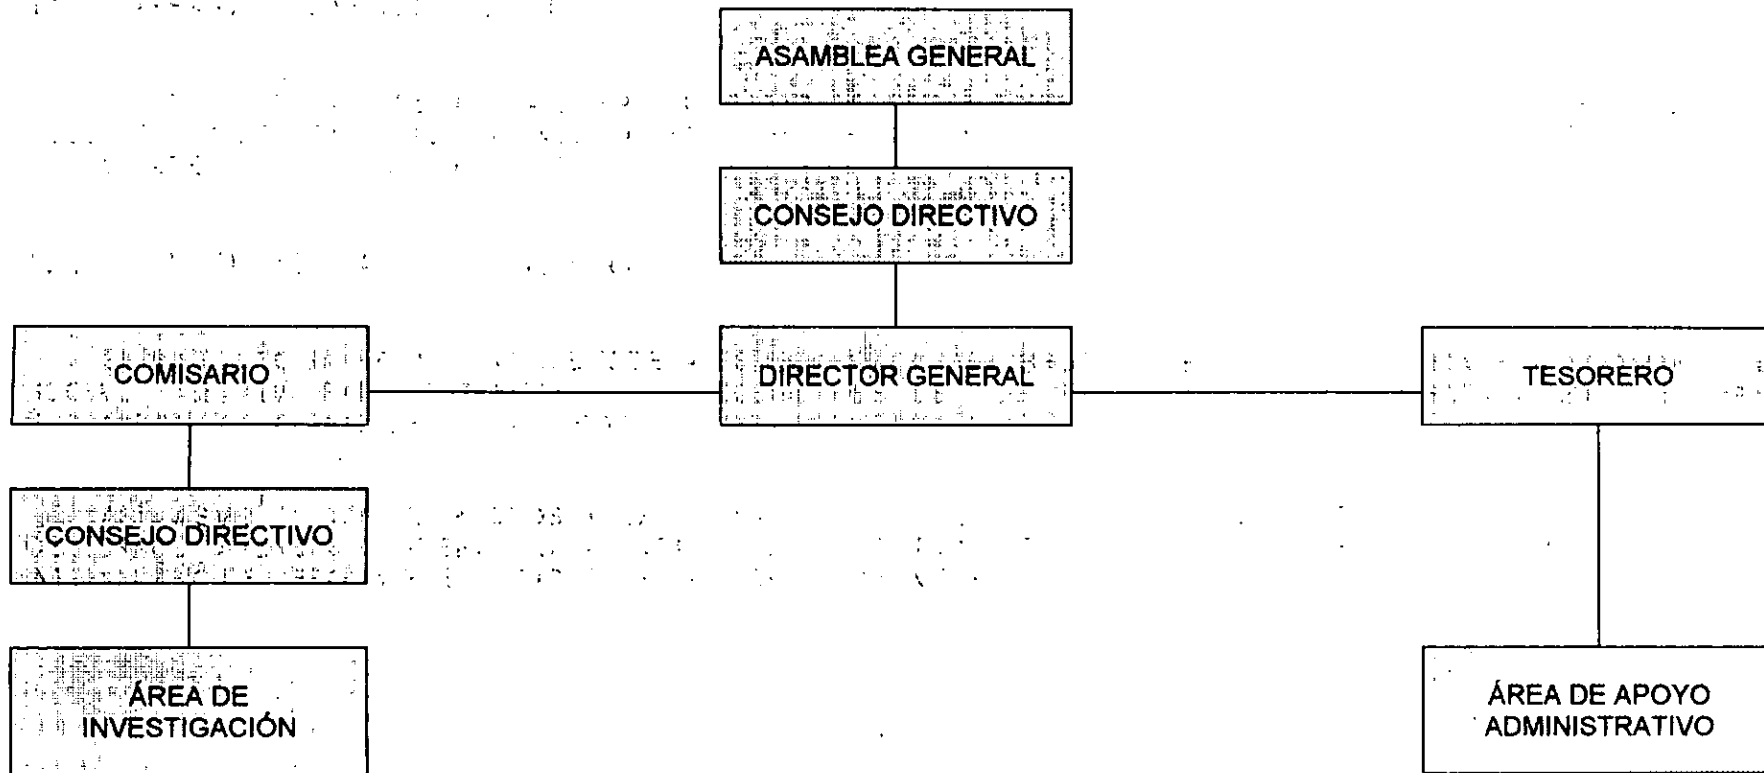 ASAMBLEA GENERAL
CONSEJO DIRECTIVO
COMISARIO
DIRECTOR GENERAL
TESORERO
CONSEJO DIRECTIVO
ÁREA DE
INVESTIGACIÓN
ÁREA DE APOYO
ADMINISTRATIVO